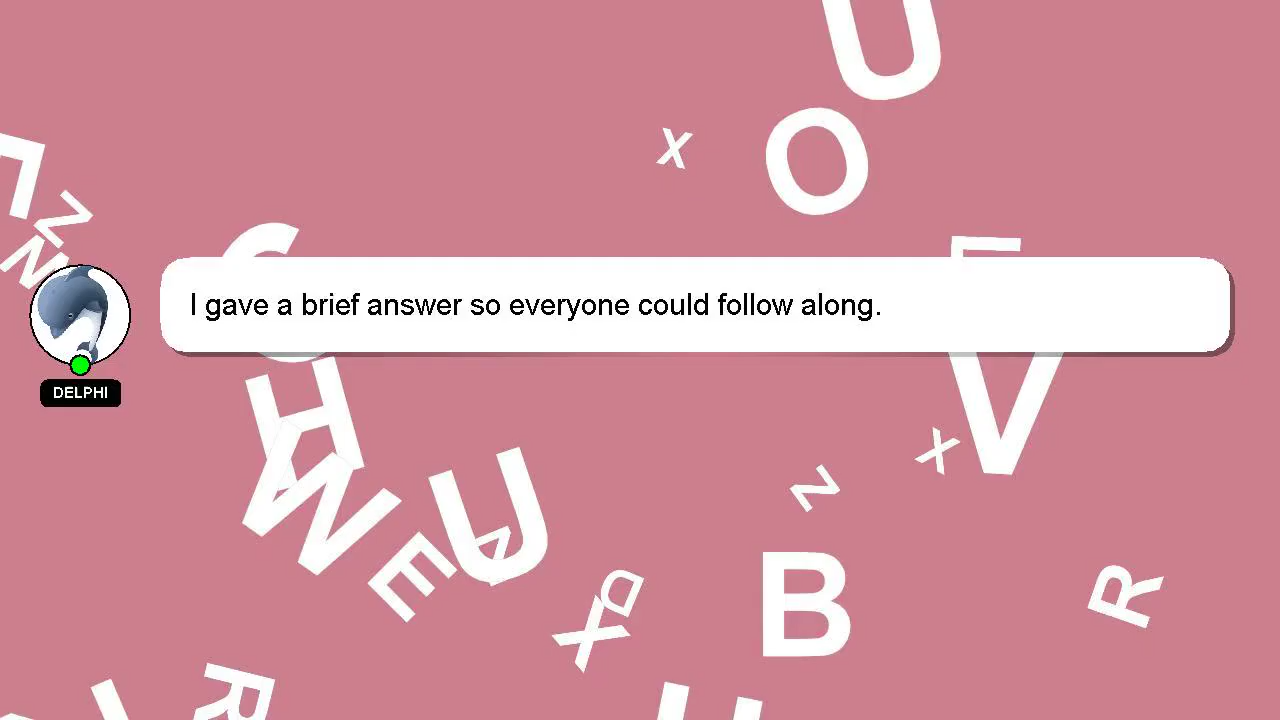 I gave a brief answer so everyone could follow along.
DELPHI
U
O
X
Z
N
H
W
E
U
Z
D
X
B
Z
X
V
R
R